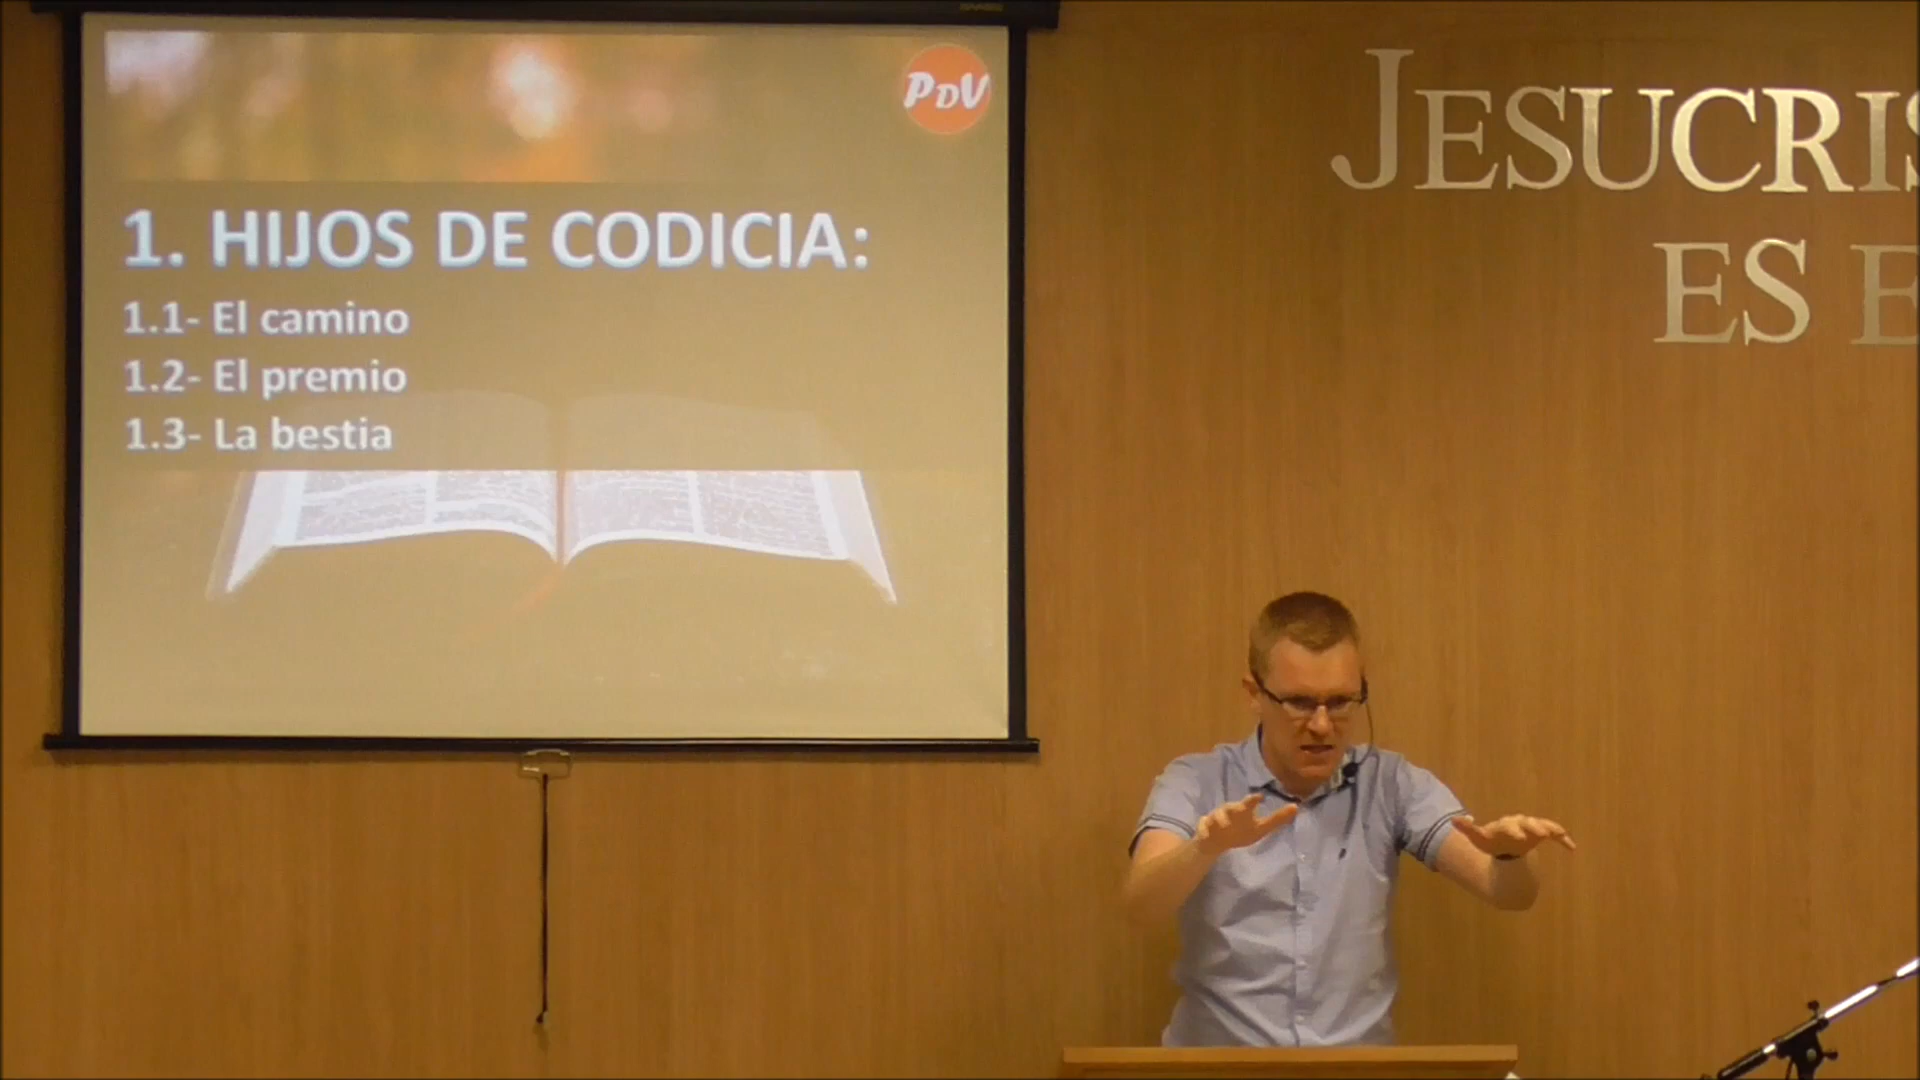 PDV
1. HIJOS DE CODICIA:
1.1- El camino
1.2- El premio
1.3- La bestia
JESUCRIS
ES E